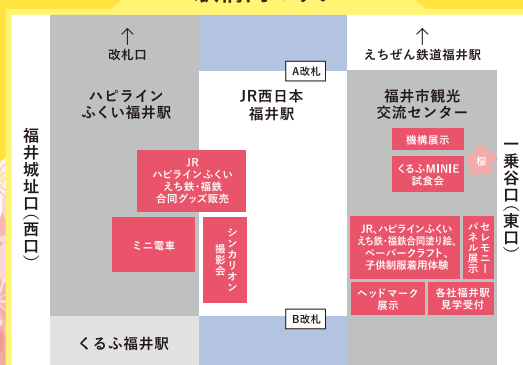 改札口
えちぜん鉄道福井駅
A改札
ハピライン
ふくい福井駅
JR西日本
福井駅
福井市観光
交流センター
機構展示
くるふMINIE
試食会
桜
福井城址口(西口)
一乗谷口(東口)
JR
ハピラインふくい
えち鉄・福鉄
合同グッズ販売
ミニ電車
シンカリオン
撮影会
JR、ハピラインふくい
えち鉄・福鉄合同塗り絵、
ペーパークラフト、
子供制服着用体験
セレモニー
パネル展示
ヘッドマーク
展示
各社福井駅
見学受付
B改札
くるふ福井駅